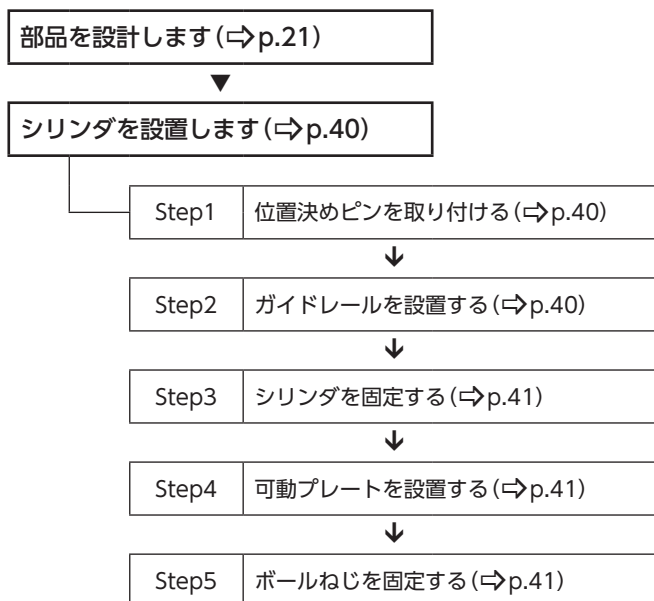 部品を設計します(⇨p.21)
▼
シリンダを設置します(⇨p.40)
Step1 位置決めピンを取り付ける(⇨p.40)
Step2 ガイドレールを設置する(⇨p.40)
Step3 シリンダを固定する(⇨p.41)
Step4 可動プレートを設置する(⇨p.41)
Step5 ボールねじを固定する(⇨p.41)